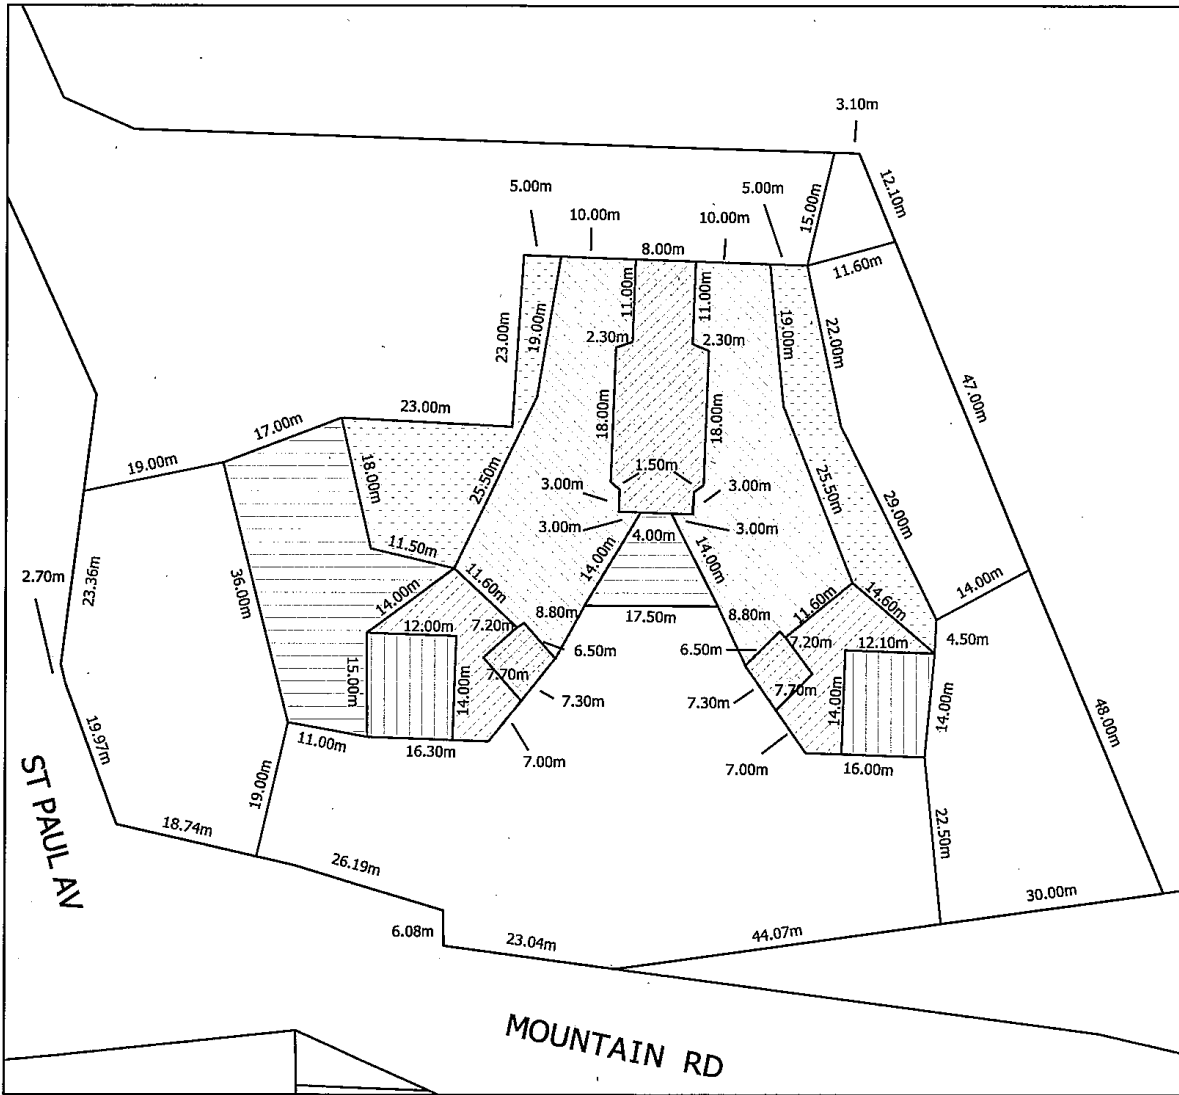 3.10m
12.10m
5.00m
5.00m
15.00m
10.00m
10.00m
8.00m
11.60m
11.00m
11.00m
23.00m
19.00m
2.30m
2.30m
19.00m
22.00m
47.00m
23.00m
17.00m
18.00m
18.00m
19.00m
18.00m
25.50m
1.50m
25.50m
3.00m
3.00m
29.00m
3.00m
3.00m
4.00m
2.70m
23.36m
36.00m
11.50m
14.00m
14.00m
14.00m
14.00m
11.60m
8.80m
17.50m
8.80m
11.60m
14.60m
12.00m
7.20m
6.50m
6.50m
7.20m
12.10m
4.50m
15.00m
14.00m
7.70m
7.30m
7.30m
7.70m
14.00m
14.00m
48.00m
19.97m
11.00m
16.30m
7.00m
7.00m
16.00m
19.00m
22.50m
ST PAUL AV
18.74m
26.19m
30.00m
6.08m
23.04m
44.07m
MOUNTAIN RD